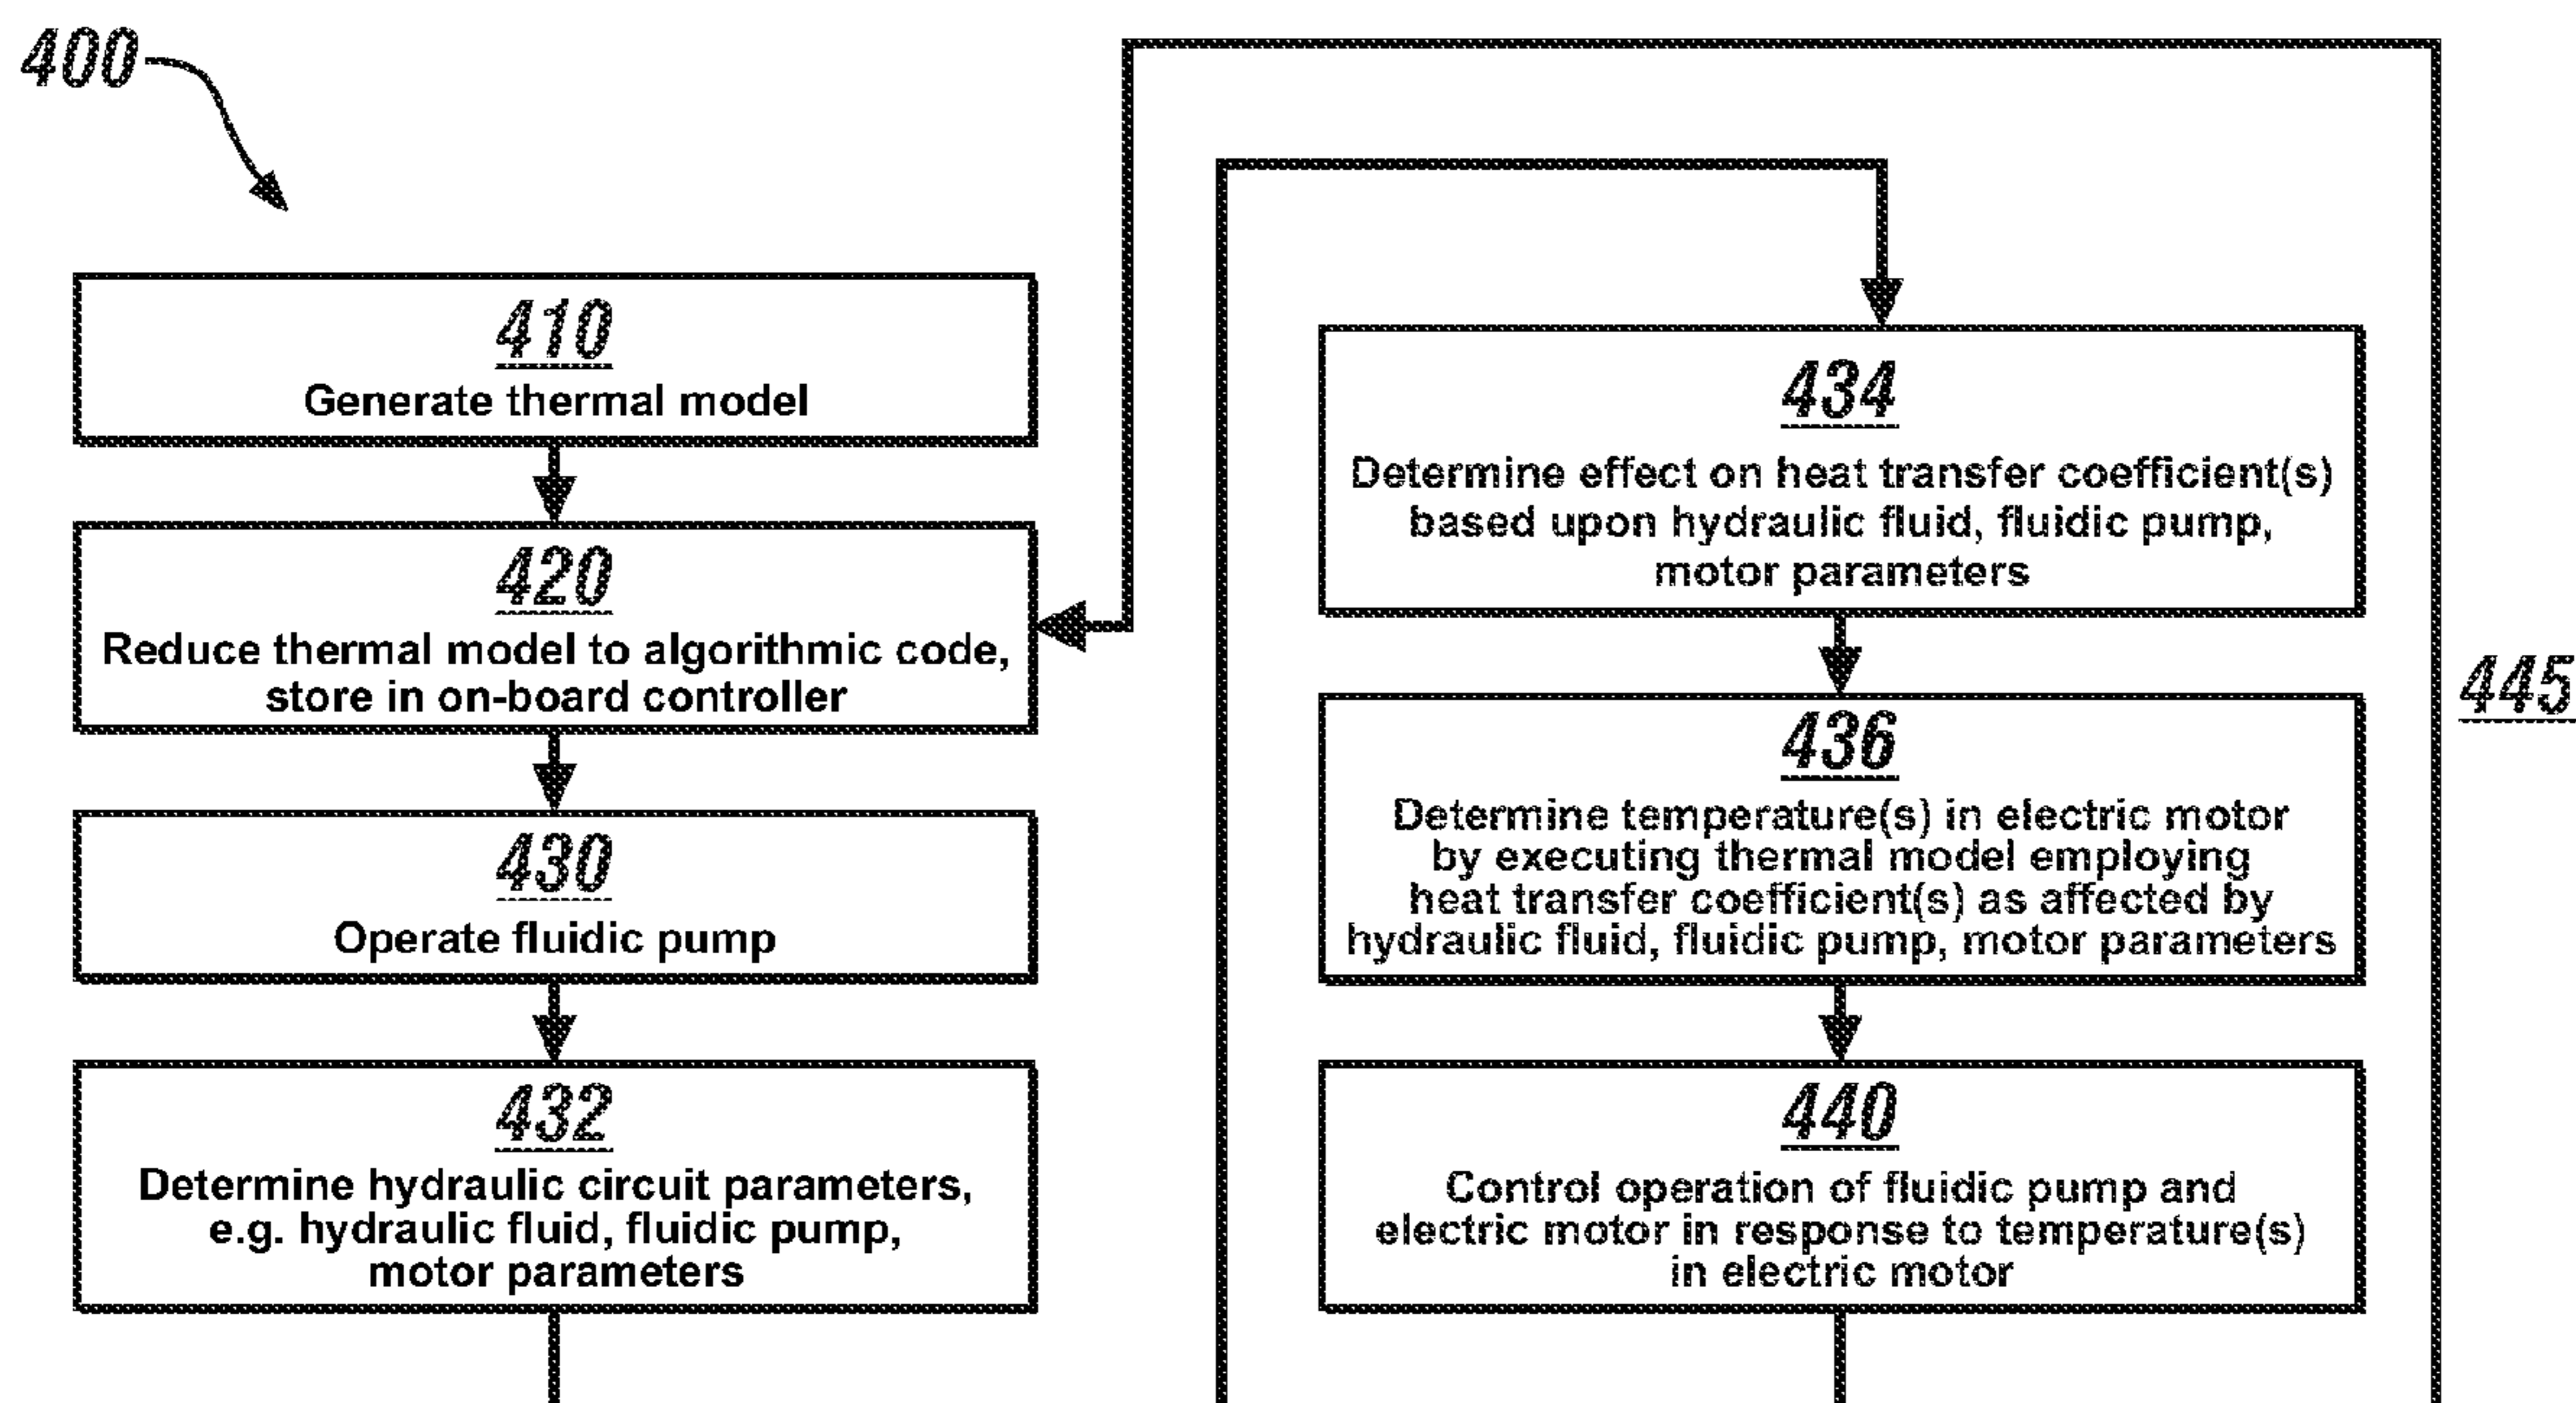 400
410
Generate thermal model
420
Reduce thermal model to algorithmic code,
store in on-board controller
430
Operate fluidic pump
432
Determine hydraulic circuit parameters,
e.g. hydraulic fluid, fluidic pump,
motor parameters
434
Determine effect on heat transfer coefficient(s)
based upon hydraulic fluid, fluidic pump,
motor parameters
436
Determine temperature(s) in electric motor
by executing thermal model employing
heat transfer coefficient(s) as affected by
hydraulic fluid, fluidic pump, motor parameters
440
Control operation of fluidic pump and
electric motor in response to temperature(s)
in electric motor
445